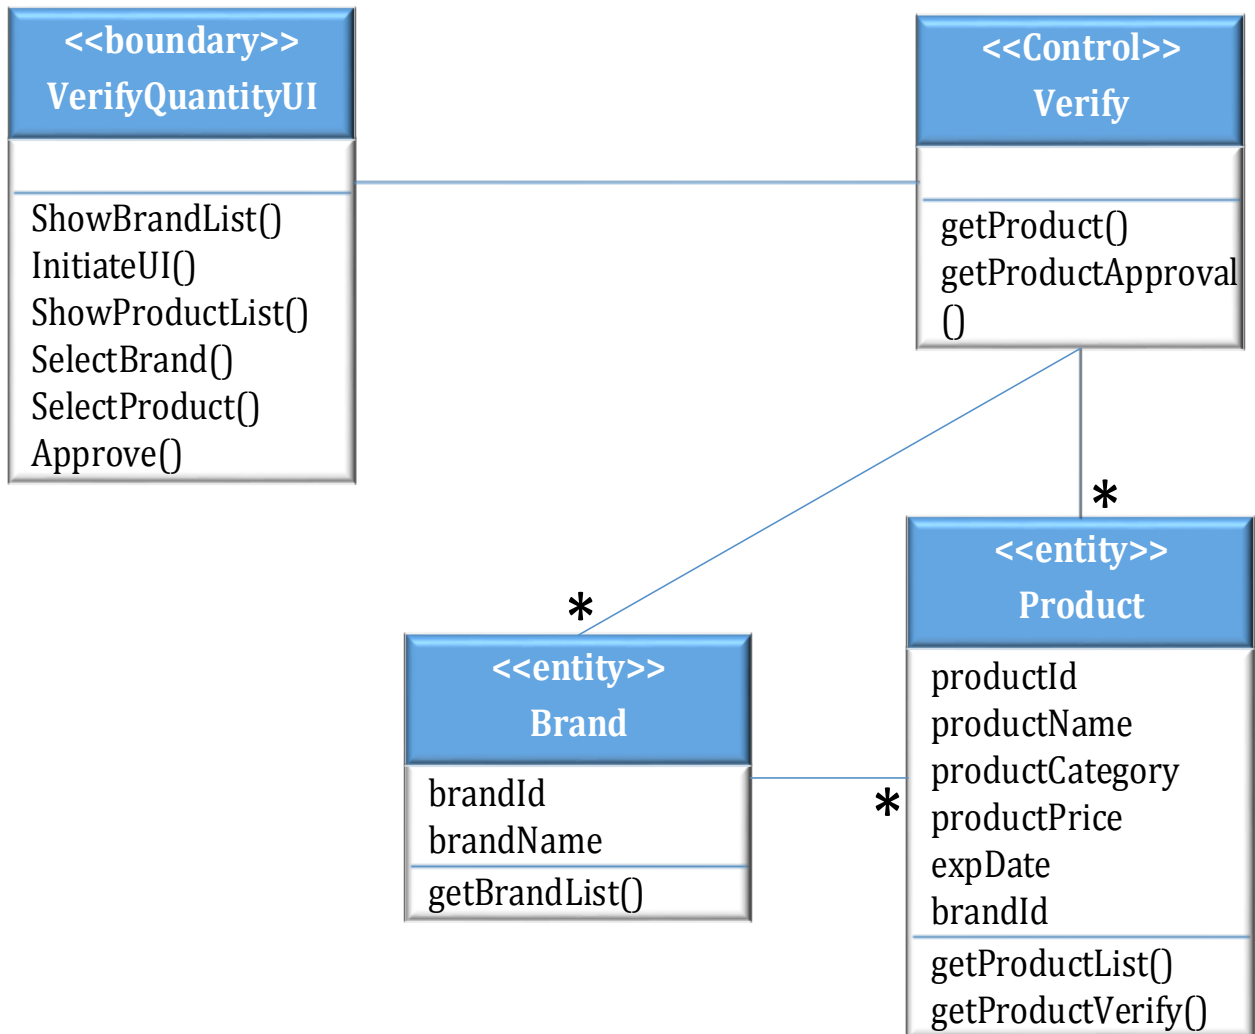 <<boundary>>
VerifyQuantityUI
ShowBrandList()
InitiateUI()
ShowProductList()
SelectBrand()
SelectProduct()
Approve()
<<Control>>
Verify
getProduct()
getProductApproval
()
*
*
<<entity>>
Brand
brandId
brandName
getBrandList()
*
<<entity>>
Product
productId
productName
productCategory
productPrice
expDate
brandId
getProductList()
getProductVerify()